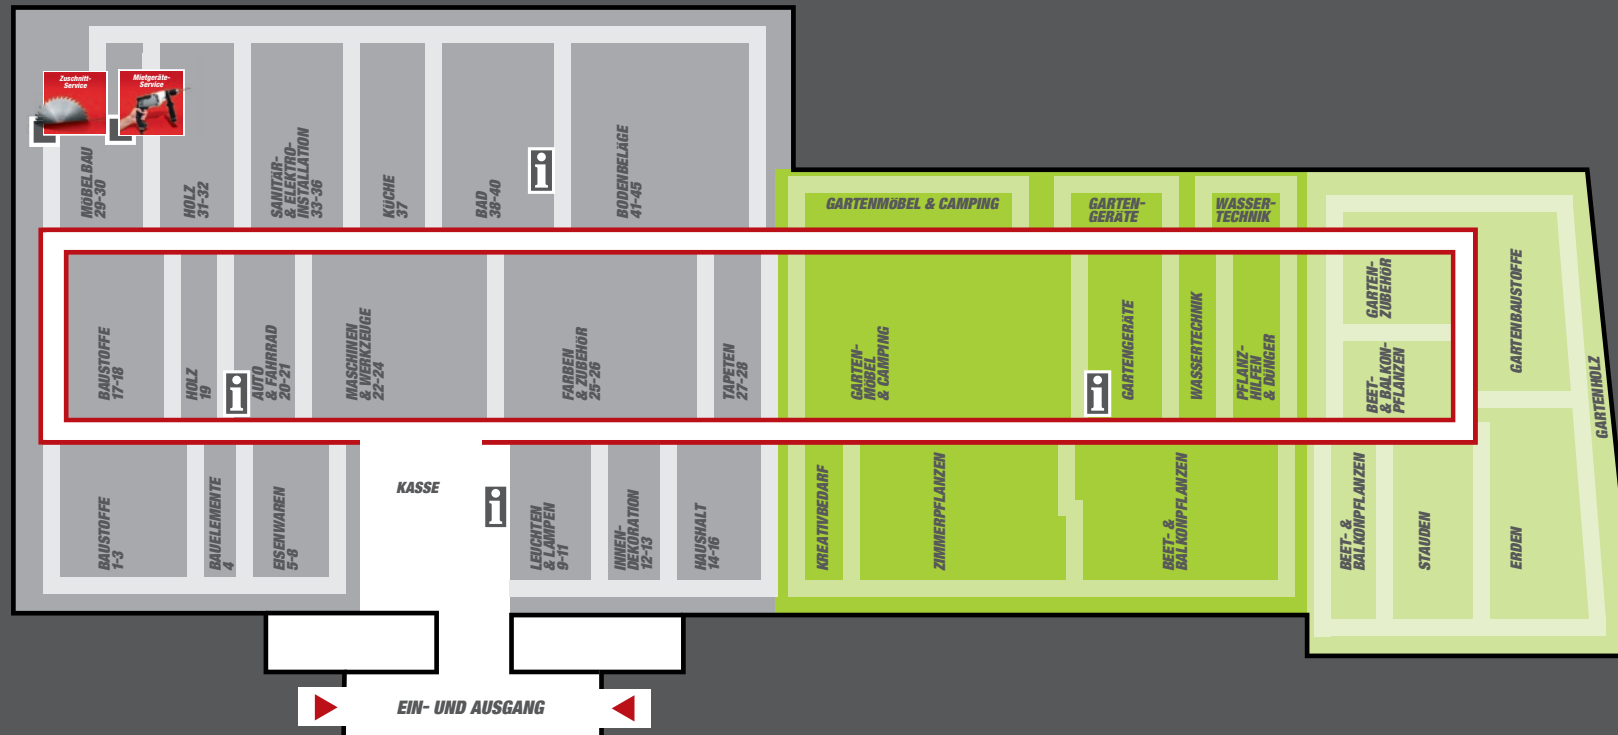 Zuschnitt-
Service
Mietgeräte-
Service
MÖBELBAU
29-30
HOLZ
31-32
SANITÄR-
& ELEKTRO-
INSTALLATION
33-36
KÜCHE
37
BAD
38-40
i
BODENBELÄGE
41-45
GARTENMÖBEL & CAMPING
GARTEN-
GERÄTE
WASSER-
TECHNIK
BAUSTOFFE
17-18
HOLZ
19
i
AUTO
& FAHRRAD
20-21
MASCHINEN
& WERKZEUGE
22-24
FARBEN
& ZUBEHÖR
25-26
TAPETEN
27-28
GARTEN-
MÖBEL
& CAMPING
i
GARTENGERÄTE
WASSERTECHNIK
PFLANZ-
HILFEN
& DÜNGER
GARTEN-
ZUBEHÖR
BEET-
& BALKON-
PFLANZEN
GARTENBAUSTOFFE
GARTENHOLZ
BAUSTOFFE
1-3
BAUELEMENTE
4
EISENWAREN
5-8
KASSE
i
LEUCHTEN
& LAMPEN
9-11
INNEN-
DEKORATION
12-13
HAUSHALT
14-16
KREATIVBEDARF
ZIMMERPFLANZEN
BEET- &
BALKONPFLANZEN
BEET- &
BALKONPFLANZEN
STAUDEN
ERDEN
EIN- UND AUSGANG